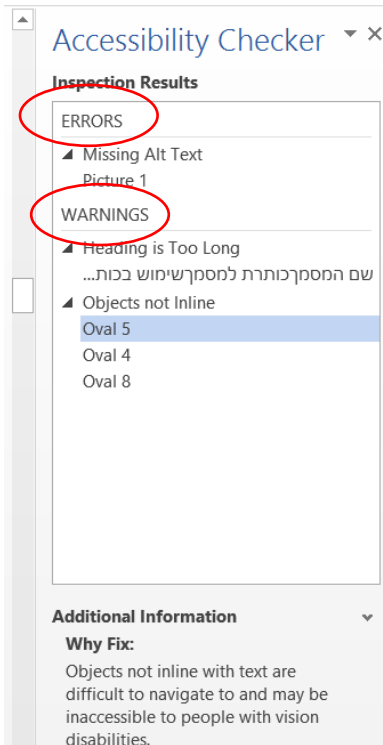 Accessibility Checker
Inspection Results
ERRORS
Missing Alt Text
Picture 1
WARNINGS
Heading is Too Long
שם המסמךכותרת למסמךשימוש בכות...
Objects not Inline
Oval 5
Oval 4
Oval 8
Additional Information
Why Fix:
Objects not inline with text are
difficult to navigate to and may be
inaccessible to people with vision
disabilities.